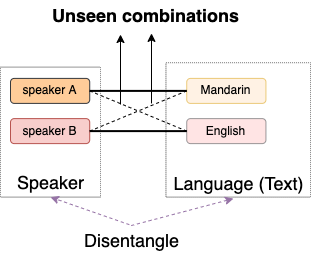 Unseen combinations
speaker A
Mandarin
speaker B
English
Speaker
Language (Text)
Disentangle